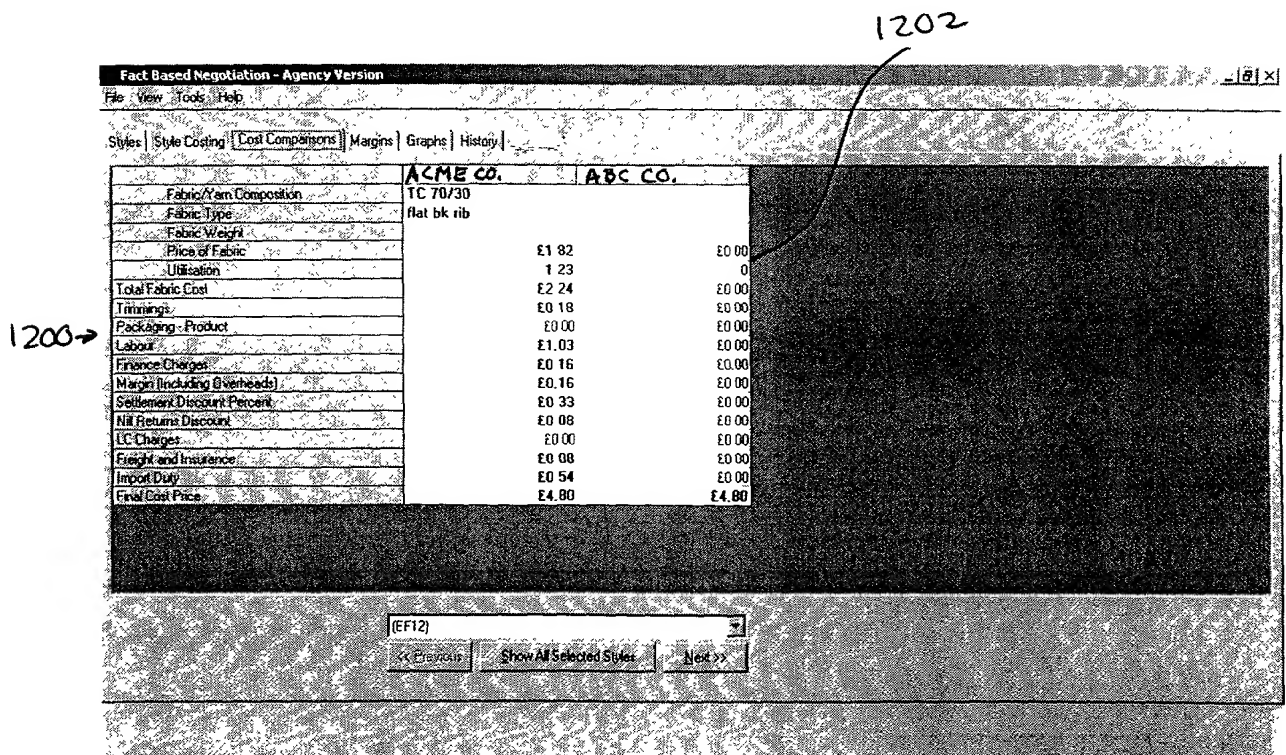 1202
Fact Based Negotiation - Agency Version
File View Tools Help
Styles Style Costing Cost Comparisons Margins Graphs History
ACME CO. ABC CO.
Fabric/Yarn Composition TC 70/30
Fabric Type flat bk rib
Fabric Weight
Price of Fabric £1 82 £0 00
Utilisation 1 23 0
Total Fabric Cost £2 24 £0 00
Trimmings £0 18 £0 00
Packaging - Product £0 00 £0 00
1200
Labour £1.03 £0 00
Finance Charges £0 16 £0.00
Margin (Including Overheads) £0.16 £0 00
Settlement Discount Percent £0 33 £0 00
Nill Returns Discount £0 08 £0 00
LC Charges £0 00 £0 00
Freight and Insurance £0 08 £0 00
Import Duty £0 54 £0 00
Final Cost Price £4.80 £4.80
(EF12)
<< Previous Show All Selected Styles Next >>